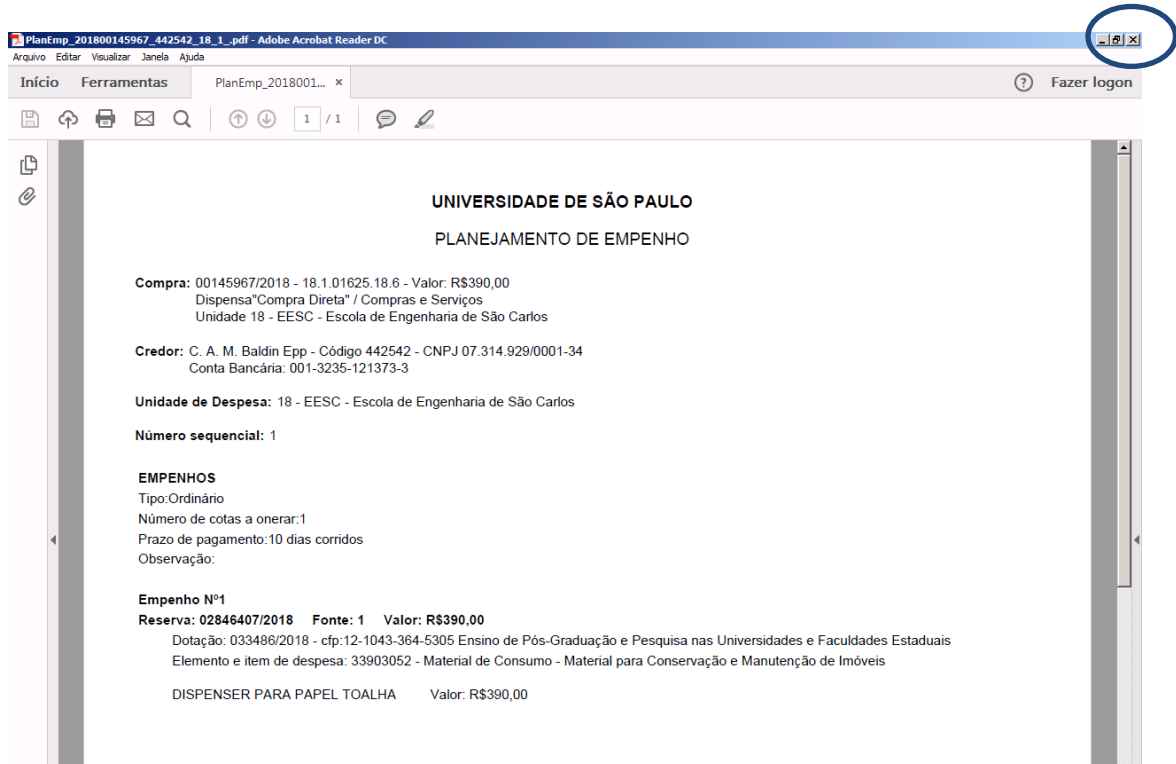 PlanEmp_201800145967_442542_18_1_.pdf - Adobe Acrobat Reader DC
Arquivo Editar Visualizar Janela Ajuda
Início Ferramentas PlanEmp_2018001... × ? Fazer logon
1 / 1
UNIVERSIDADE DE SÃO PAULO
PLANEJAMENTO DE EMPENHO
Compra: 00145967/2018 - 18.1.01625.18.6 - Valor: R$390,00
Dispensa"Compra Direta" / Compras e Serviços
Unidade 18 - EESC - Escola de Engenharia de São Carlos
Credor: C. A. M. Baldin Epp - Código 442542 - CNPJ 07.314.929/0001-34
Conta Bancária: 001-3235-121373-3
Unidade de Despesa: 18 - EESC - Escola de Engenharia de São Carlos
Número sequencial: 1
EMPENHOS
Tipo:Ordinário
Número de cotas a onerar:1
Prazo de pagamento:10 dias corridos
Observação:
Empenho Nº1
Reserva: 02846407/2018 Fonte: 1 Valor: R$390,00
Dotação: 033486/2018 - cfp:12-1043-364-5305 Ensino de Pós-Graduação e Pesquisa nas Universidades e Faculdades Estaduais
Elemento e item de despesa: 33903052 - Material de Consumo - Material para Conservação e Manutenção de Imóveis
DISPENSER PARA PAPEL TOALHA Valor: R$390,00